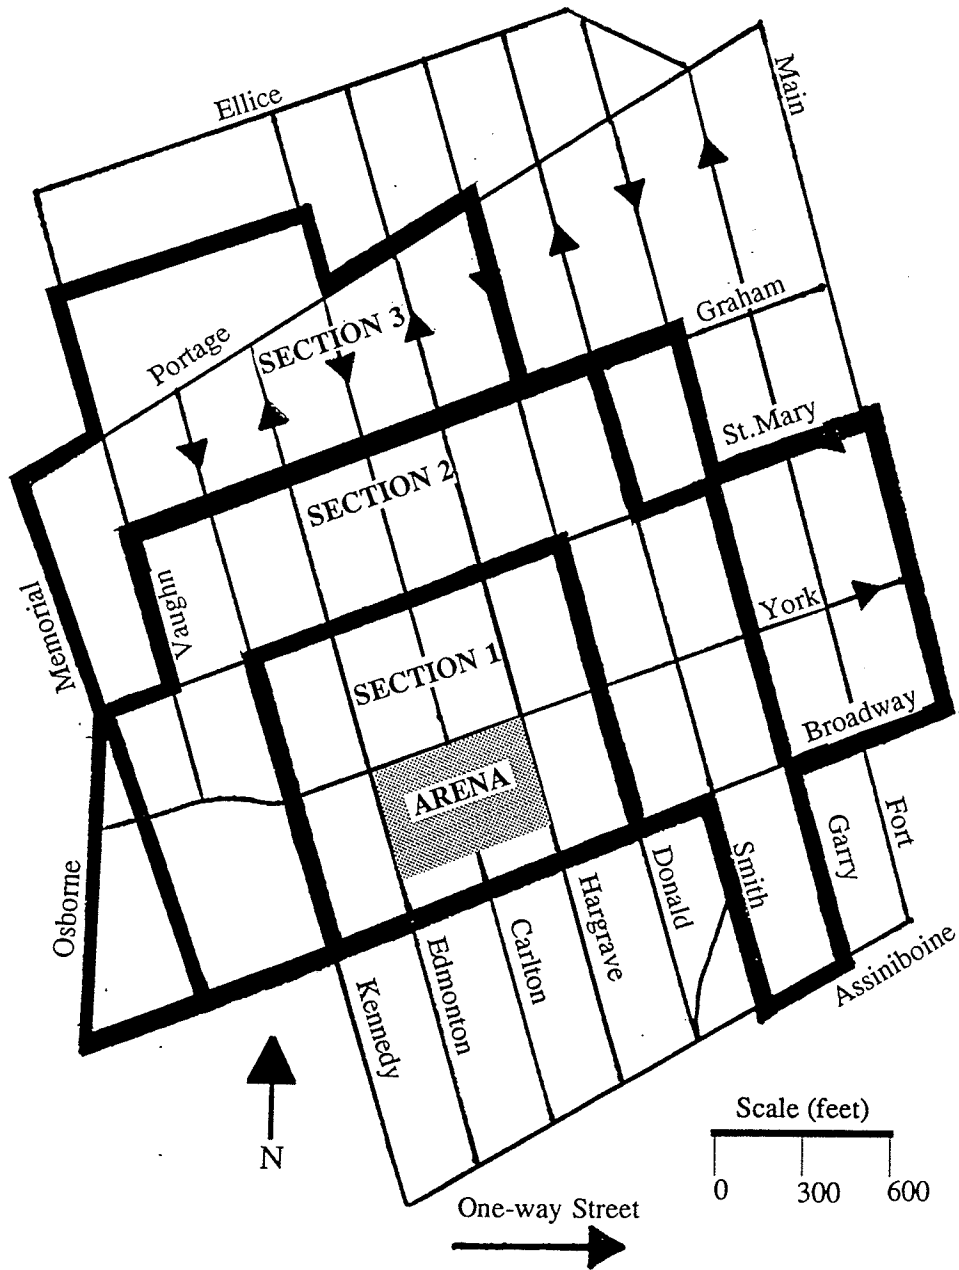 Ellice
Main
Graham
Portage
SECTION 3
St.Mary
SECTION 2
Memorial
Vaughn
York
SECTION 1
Broadway
ARENA
Osborne
Donald
Smith
Garry
Fort
Hargrave
Carlton
Edmonton
Kennedy
Assiniboine
N
Scale (feet)
0 300 600
One-way Street